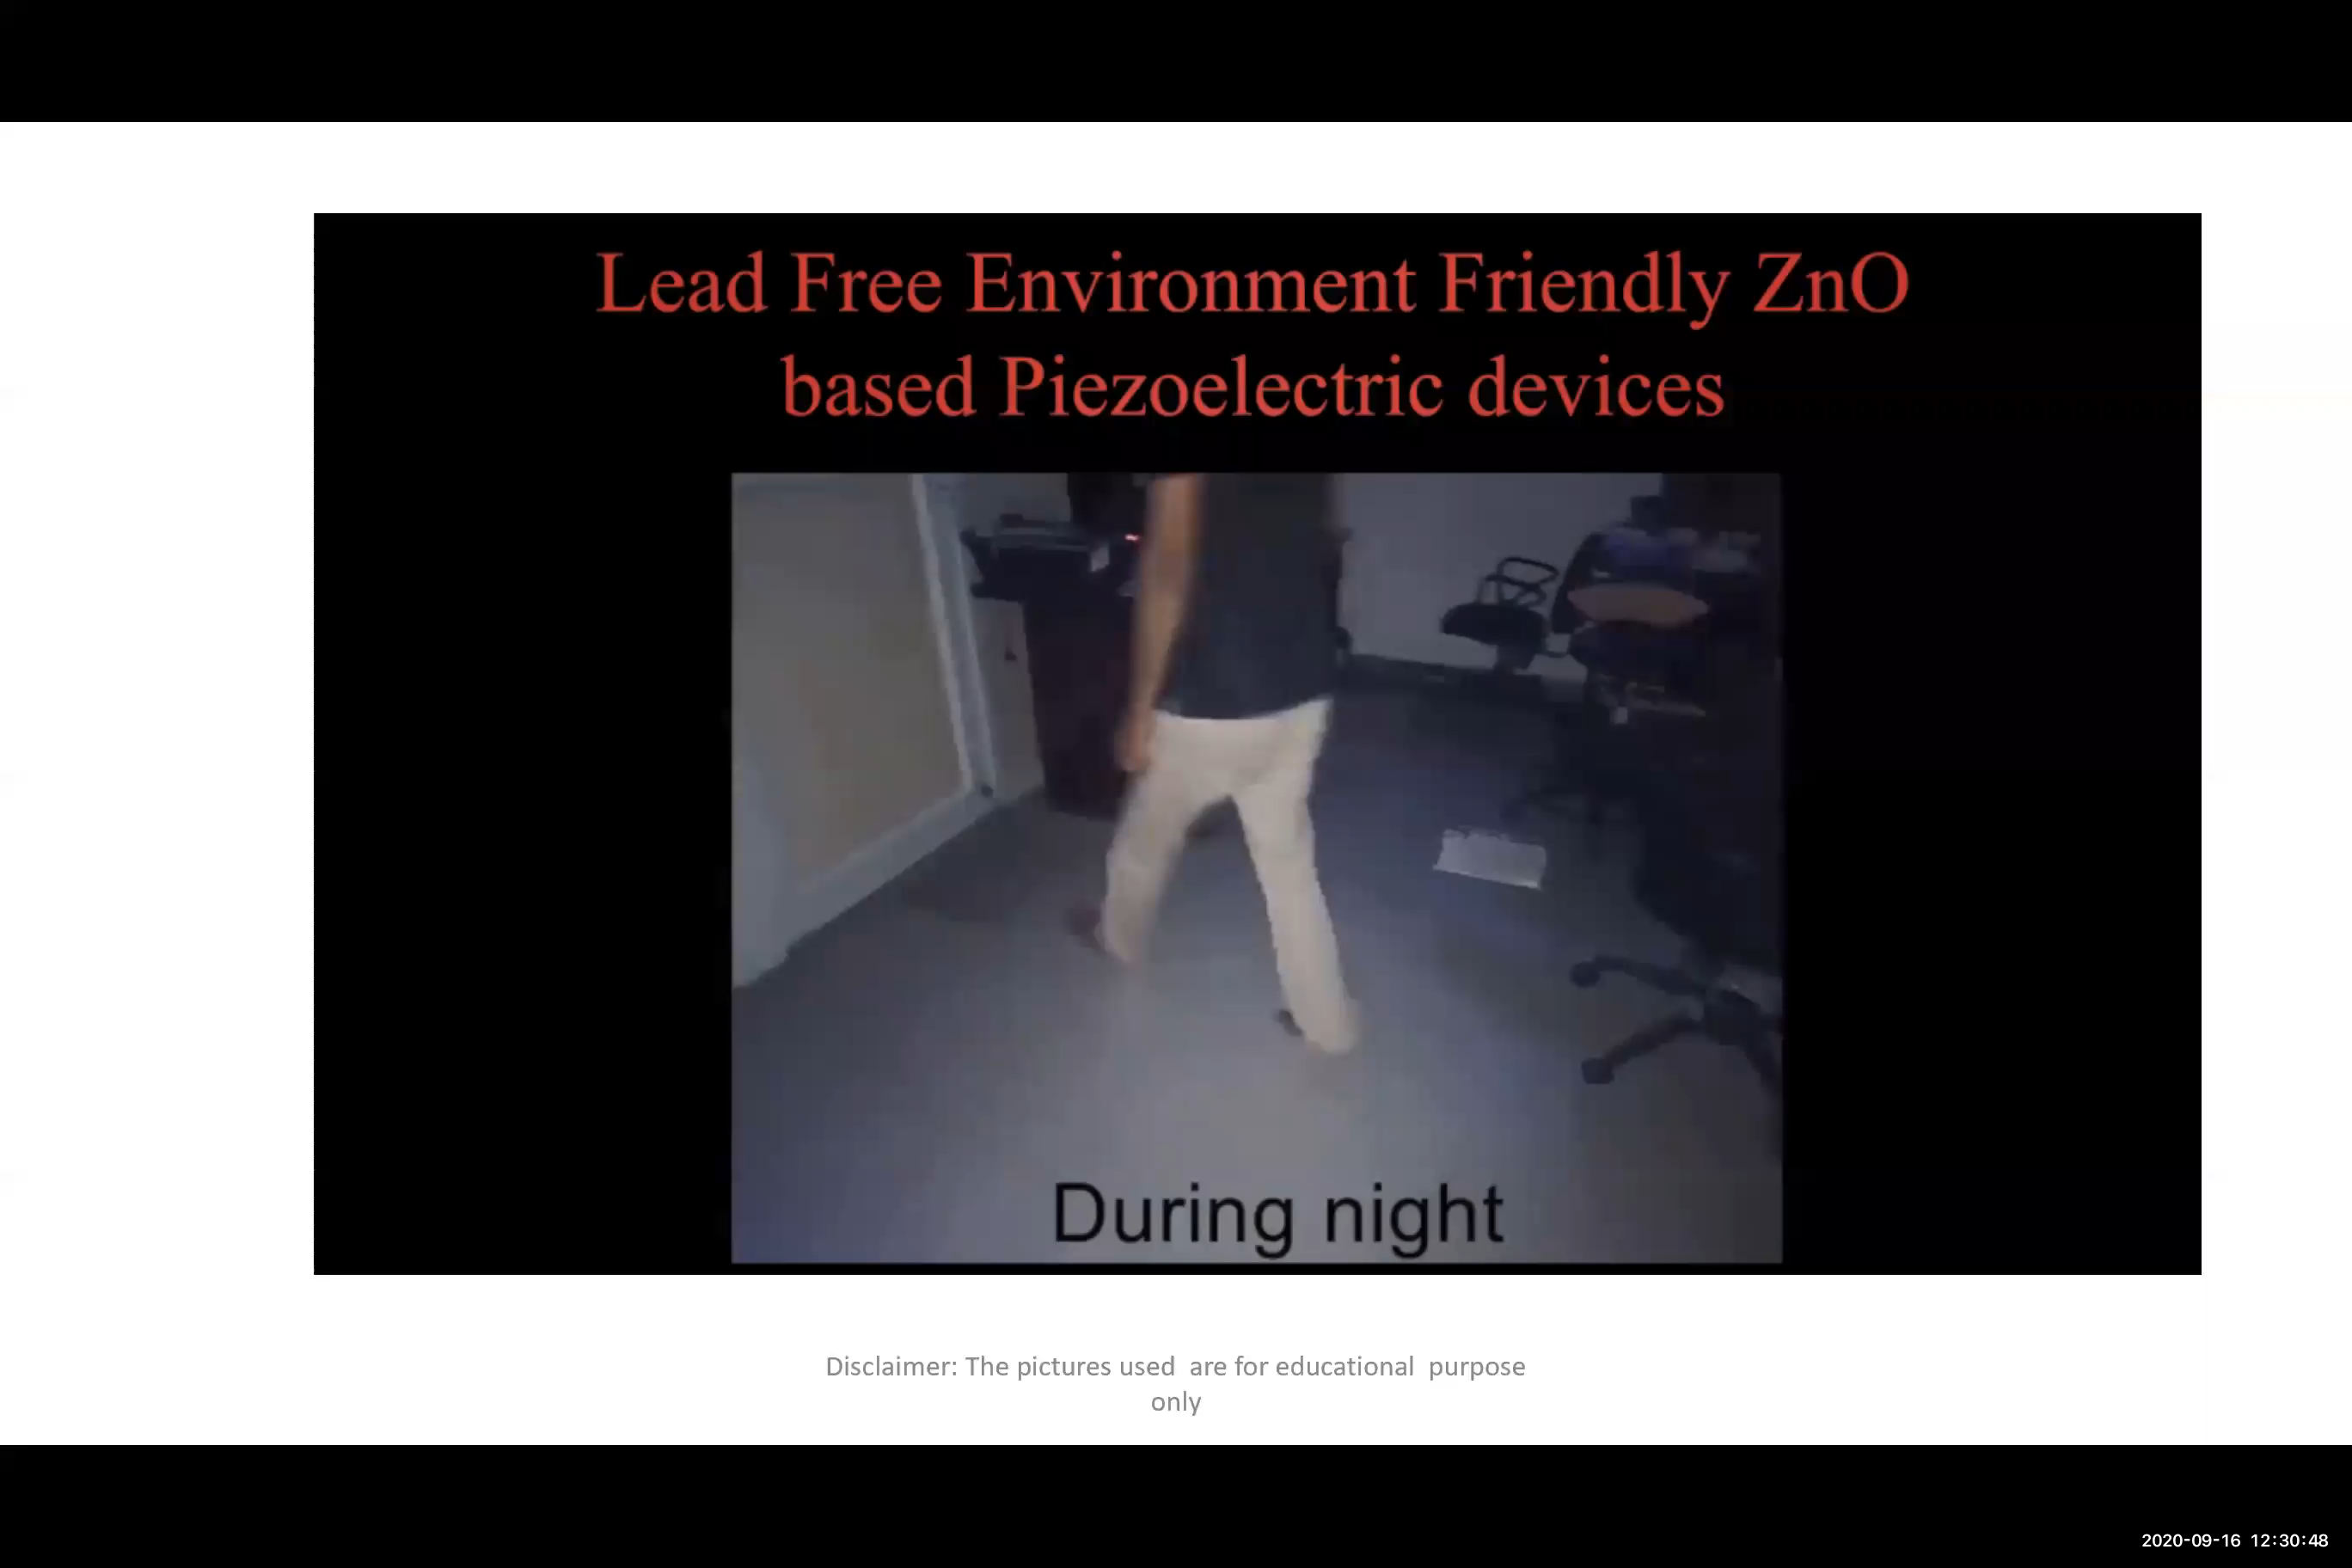 Lead Free Environment Friendly ZnO
based Piezoelectric devices
During night
Disclaimer: The pictures used  are for educational  purpose
only
2020-09-16 12:30:48